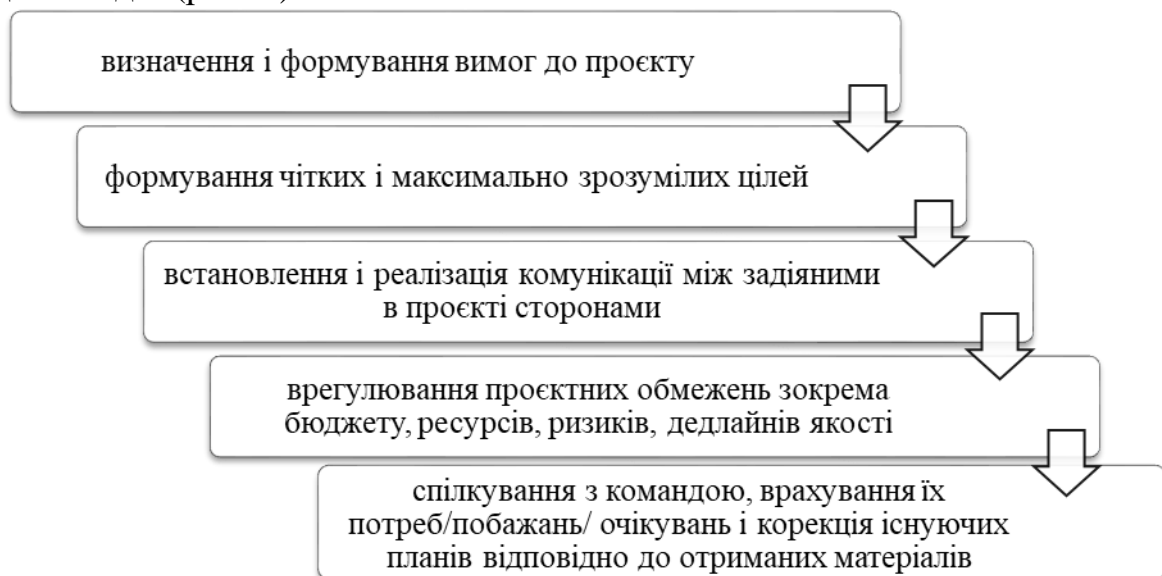 визначення і формування вимог до проєкту
формування чітких і максимально зрозумілих цілей
встановлення і реалізація комунікації між задіяними
в проєкті сторонами
врегулювання проєктних обмежень зокрема
бюджету, ресурсів, ризиків, дедлайнів якості
спілкування з командою, врахування їх
потреб/побажань/ очікувань і корекція існуючих
планів відповідно до отриманих матеріалів